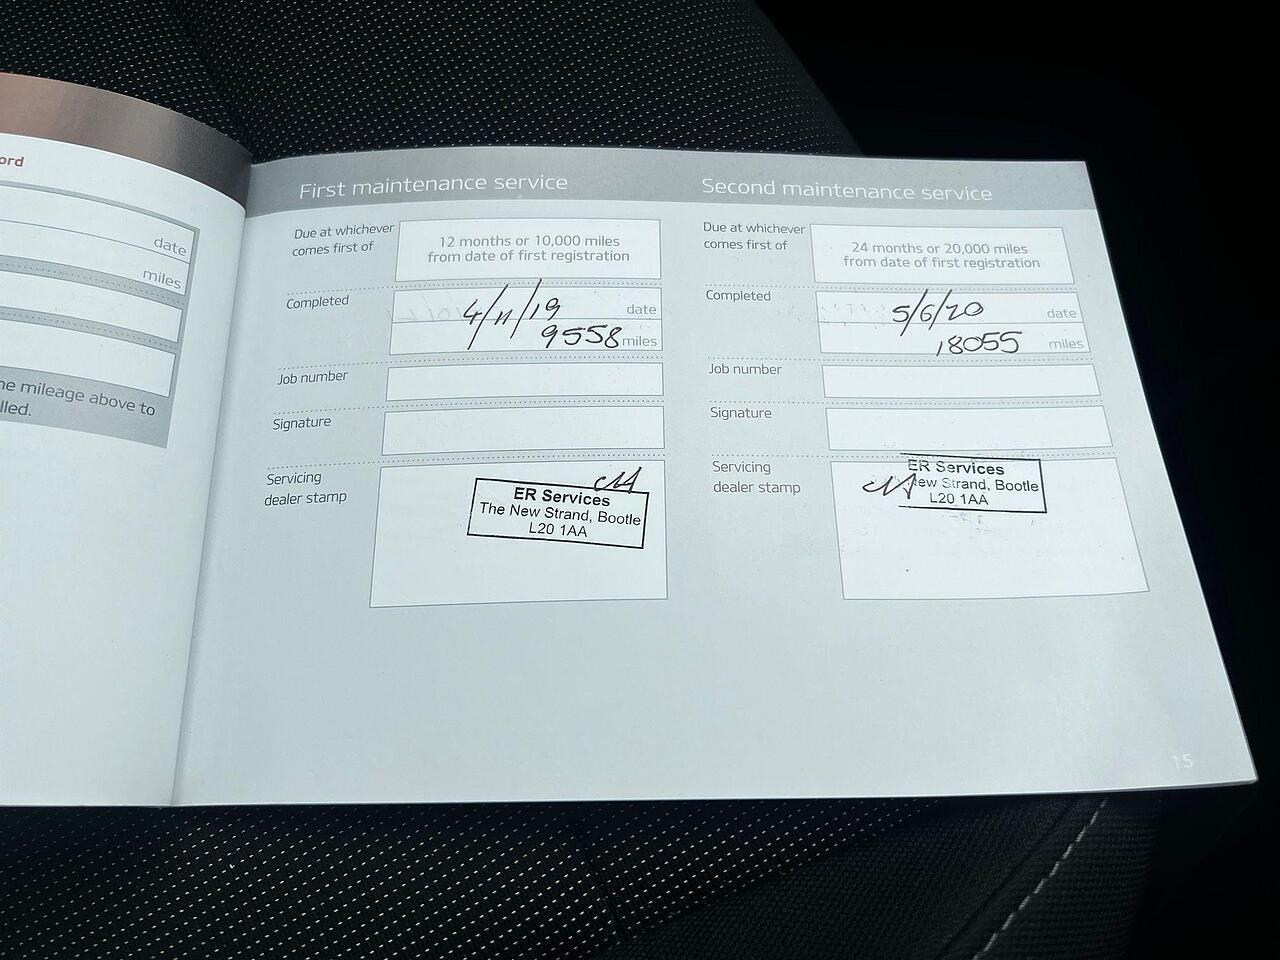 ord
date
miles
he mileage above to
lled.
First maintenance service
Due at whichever
comes first of
12 months or 10,000 miles
from date of first registration
Completed
4/11/19 date
9558 miles
Job number
Signature
Servicing
dealer stamp
ER Services
The New Strand, Bootle
L20 1AA
Second maintenance service
Due at whichever
comes first of
24 months or 20,000 miles
from date of first registration
Completed
5/6/20 date
18055 miles
Job number
Signature
Servicing
dealer stamp
ER Services
New Strand, Bootle
L20 1AA
15